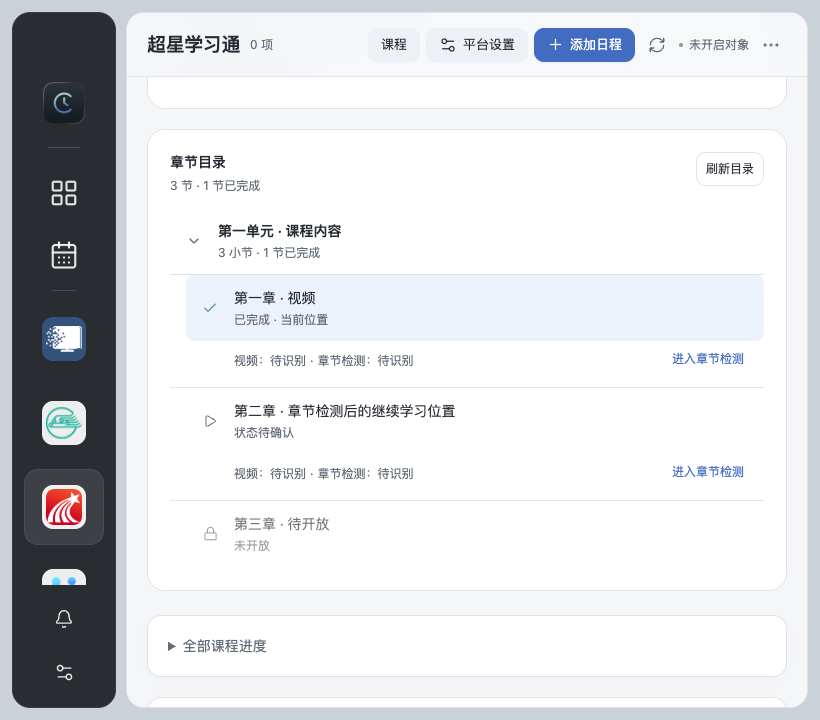 超星学习通 0 项 课程 平台设置 添加日程 未开启对象
章节目录
刷新目录
3 节 · 1 节已完成
第一单元 · 课程内容
3 小节 · 1 节已完成
第一章 · 视频
已完成 · 当前位置
视频：待识别 · 章节检测：待识别 进入章节检测
第二章 · 章节检测后的继续学习位置
状态待确认
视频：待识别 · 章节检测：待识别 进入章节检测
第三章 · 待开放
未开放
全部课程进度